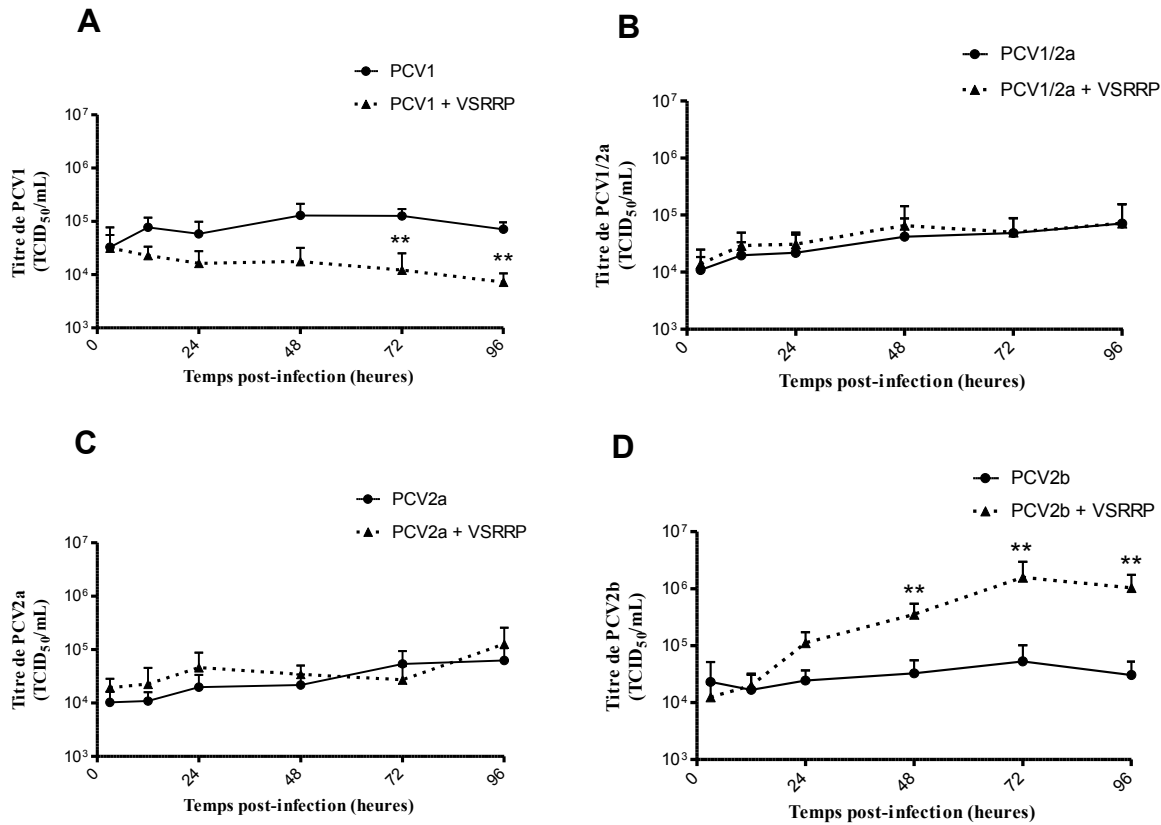 A
PCV1
PCV1 + VSRRP
10⁷
10⁶
10⁵
10⁴
10³
Titre de PCV1
(TCID₅₀/mL)
**
**
0
24
48
72
96
Temps post-infection (heures)
B
PCV1/2a
PCV1/2a + VSRRP
10⁷
10⁶
10⁵
10⁴
10³
Titre de PCV1/2a
(TCID₅₀/mL)
0
24
48
72
96
Temps post-infection (heures)
C
PCV2a
PCV2a + VSRRP
10⁷
10⁶
10⁵
10⁴
10³
Titre de PCV2a
(TCID₅₀/mL)
0
24
48
72
96
Temps post-infection (heures)
D
PCV2b
PCV2b + VSRRP
10⁷
10⁶
10⁵
10⁴
10³
Titre de PCV2b
(TCID₅₀/mL)
**
**
**
0
24
48
72
96
Temps post-infection (heures)